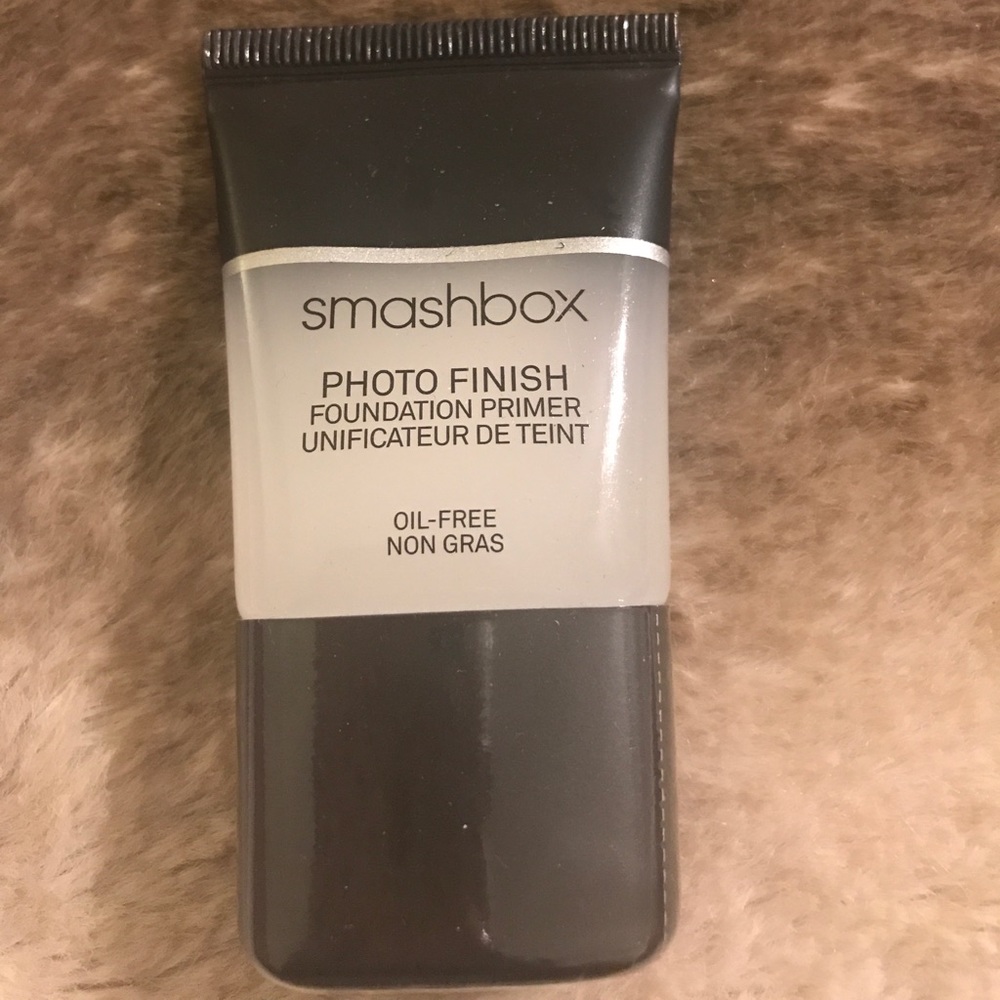 smashbox
PHOTO FINISH
FOUNDATION PRIMER
UNIFICATEUR DE TEINT
OIL-FREE
NON GRAS